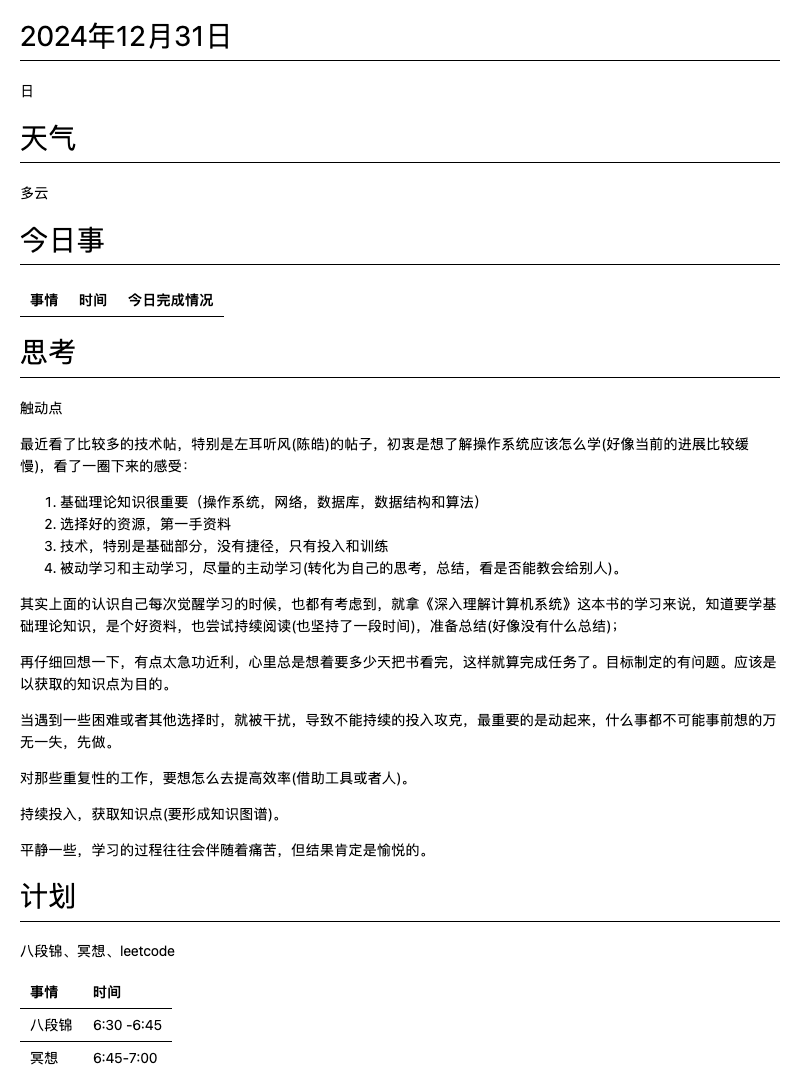 2024年12月31日
日
天气
多云
今日事
事情 时间 今日完成情况
思考
触动点
最近看了比较多的技术帖，特别是左耳听风(陈皓)的帖子，初衷是想了解操作系统应该怎么学(好像当前的进展比较缓
慢)，看了一圈下来的感受：
1. 基础理论知识很重要（操作系统，网络，数据库，数据结构和算法）
2. 选择好的资源，第一手资料
3. 技术，特别是基础部分，没有捷径，只有投入和训练
4. 被动学习和主动学习，尽量的主动学习(转化为自己的思考，总结，看是否能教会给别人)。
其实上面的认识自己每次觉醒学习的时候，也都有考虑到，就拿《深入理解计算机系统》这本书的学习来说，知道要学基
础理论知识，是个好资料，也尝试持续阅读(也坚持了一段时间)，准备总结(好像没有什么总结)；
再仔细回想一下，有点太急功近利，心里总是想着要多少天把书看完，这样就算完成任务了。目标制定的有问题。应该是
以获取的知识点为目的。
当遇到一些困难或者其他选择时，就被干扰，导致不能持续的投入攻克，最重要的是动起来，什么事都不可能事前想的万
无一失，先做。
对那些重复性的工作，要想怎么去提高效率(借助工具或者人)。
持续投入，获取知识点(要形成知识图谱)。
平静一些，学习的过程往往会伴随着痛苦，但结果肯定是愉悦的。
计划
八段锦、冥想、leetcode
事情 时间
八段锦 6:30 -6:45
冥想 6:45-7:00